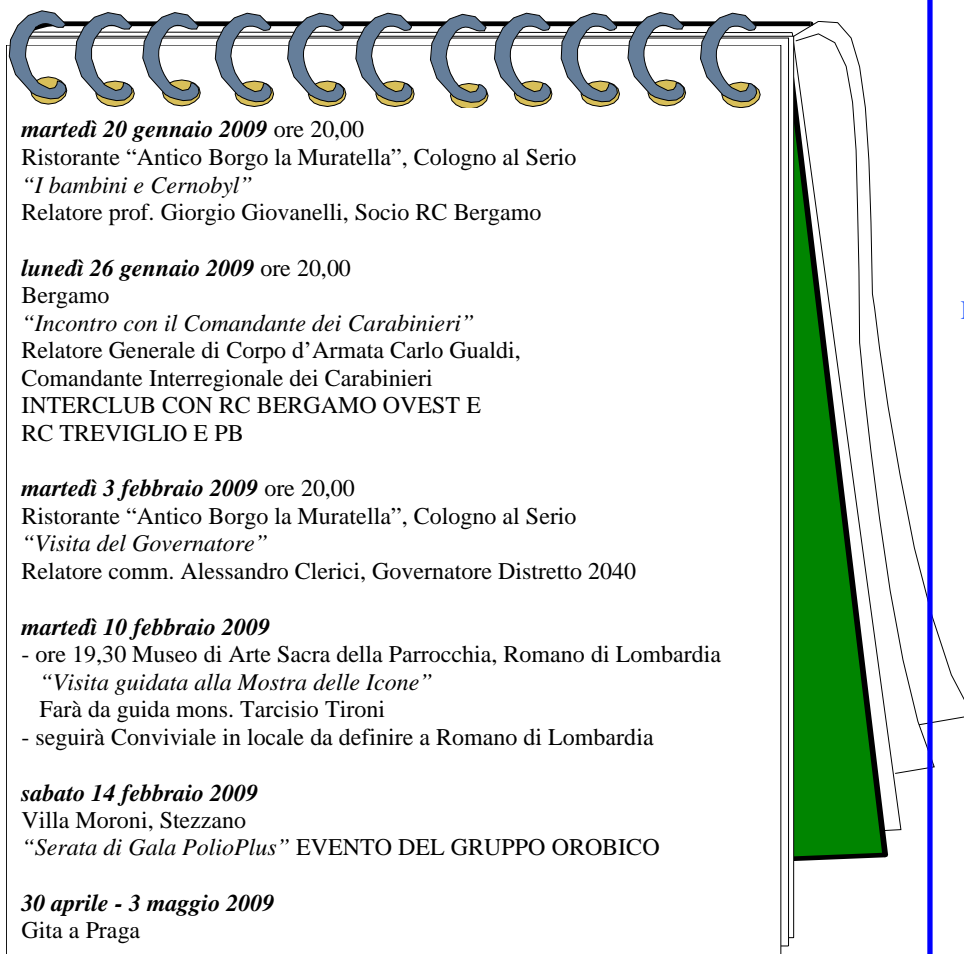 martedì 20 gennaio 2009 ore 20,00
Ristorante “Antico Borgo la Muratella”, Cologno al Serio
“I bambini e Cernobyl”
Relatore prof. Giorgio Giovanelli, Socio RC Bergamo
lunedì 26 gennaio 2009 ore 20,00
Bergamo
“Incontro con il Comandante dei Carabinieri”
Relatore Generale di Corpo d’Armata Carlo Gualdi,
Comandante Interregionale dei Carabinieri
INTERCLUB CON RC BERGAMO OVEST E
RC TREVIGLIO E PB
martedì 3 febbraio 2009 ore 20,00
Ristorante “Antico Borgo la Muratella”, Cologno al Serio
“Visita del Governatore”
Relatore comm. Alessandro Clerici, Governatore Distretto 2040
martedì 10 febbraio 2009
- ore 19,30 Museo di Arte Sacra della Parrocchia, Romano di Lombardia
“Visita guidata alla Mostra delle Icone”
Farà da guida mons. Tarcisio Tironi
- seguirà Conviviale in locale da definire a Romano di Lombardia
sabato 14 febbraio 2009
Villa Moroni, Stezzano
“Serata di Gala PolioPlus” EVENTO DEL GRUPPO OROBICO
30 aprile - 3 maggio 2009
Gita a Praga